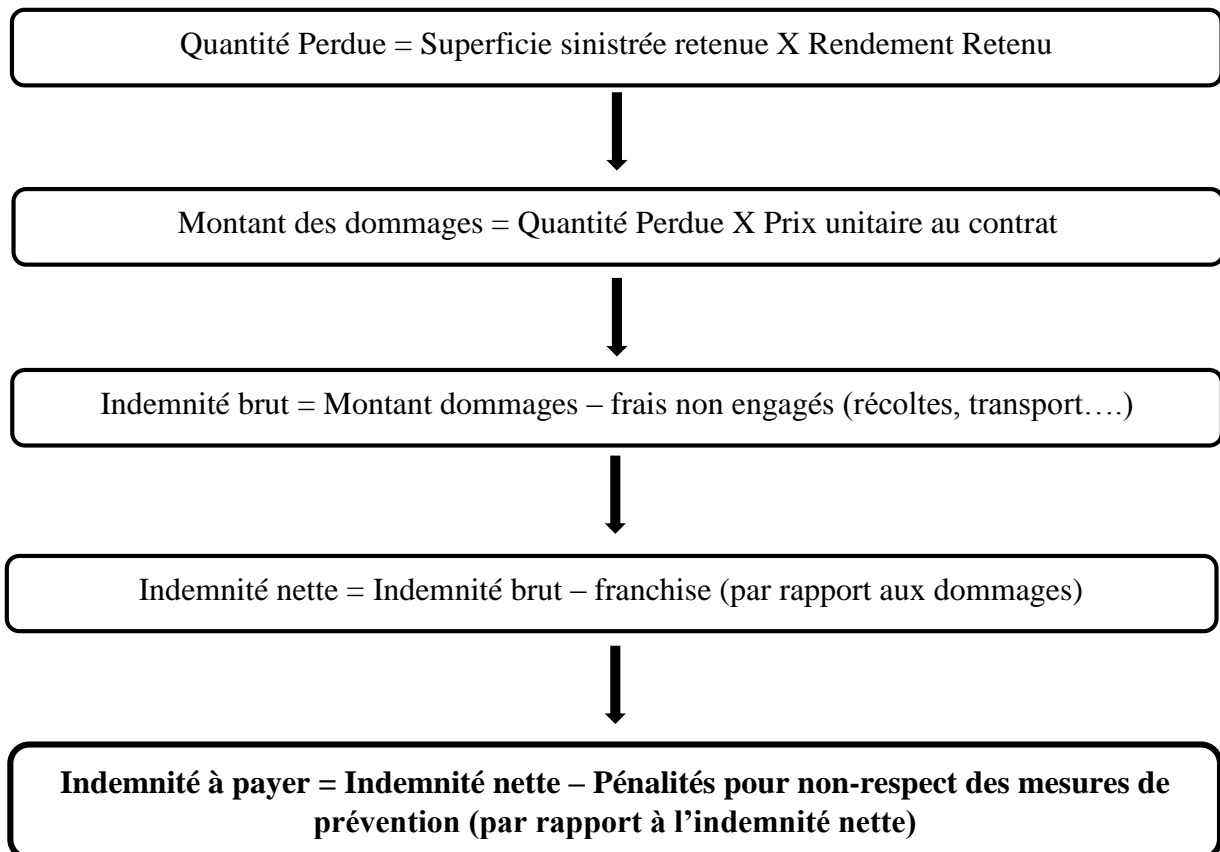 Quantité Perdue = Superficie sinistrée retenue X Rendement Retenu
Montant des dommages = Quantité Perdue X Prix unitaire au contrat
Indemnité brut = Montant dommages – frais non engagés (récoltes, transport….)
Indemnité nette = Indemnité brut – franchise (par rapport aux dommages)
Indemnité à payer = Indemnité nette – Pénalités pour non-respect des mesures de
prévention (par rapport à l’indemnité nette)